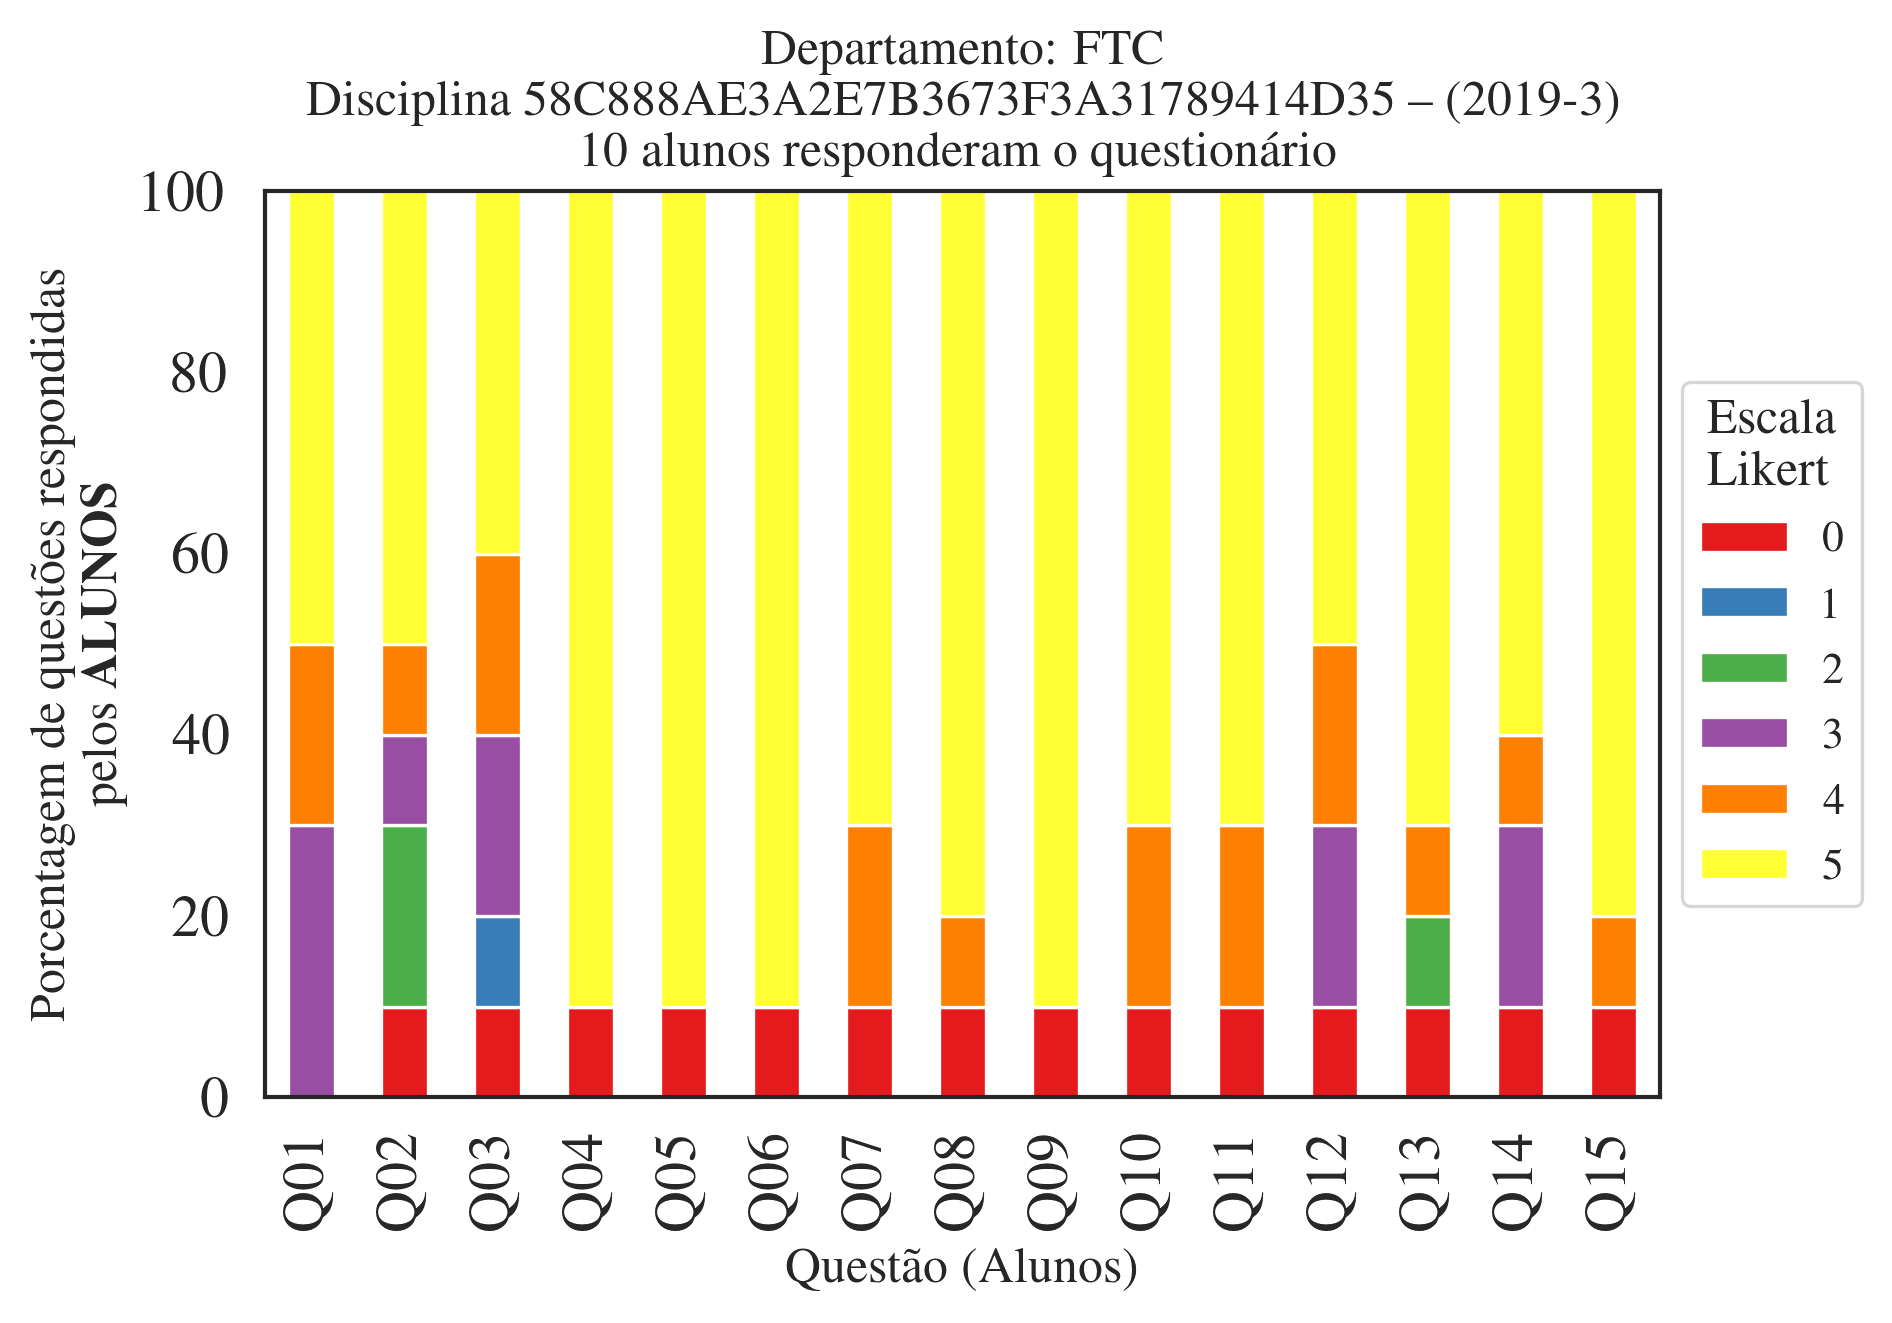 Departamento: FTC
Disciplina 58C888AE3A2E7B3673F3A31789414D35 – (2019-3)
10 alunos responderam o questionário
Porcentagem de questões respondidas
pelos ALUNOS
100
80
60
40
20
0
Q01
Q02
Q03
Q04
Q05
Q06
Q07
Q08
Q09
Q10
Q11
Q12
Q13
Q14
Q15
Questão (Alunos)
Escala
Likert
0
1
2
3
4
5